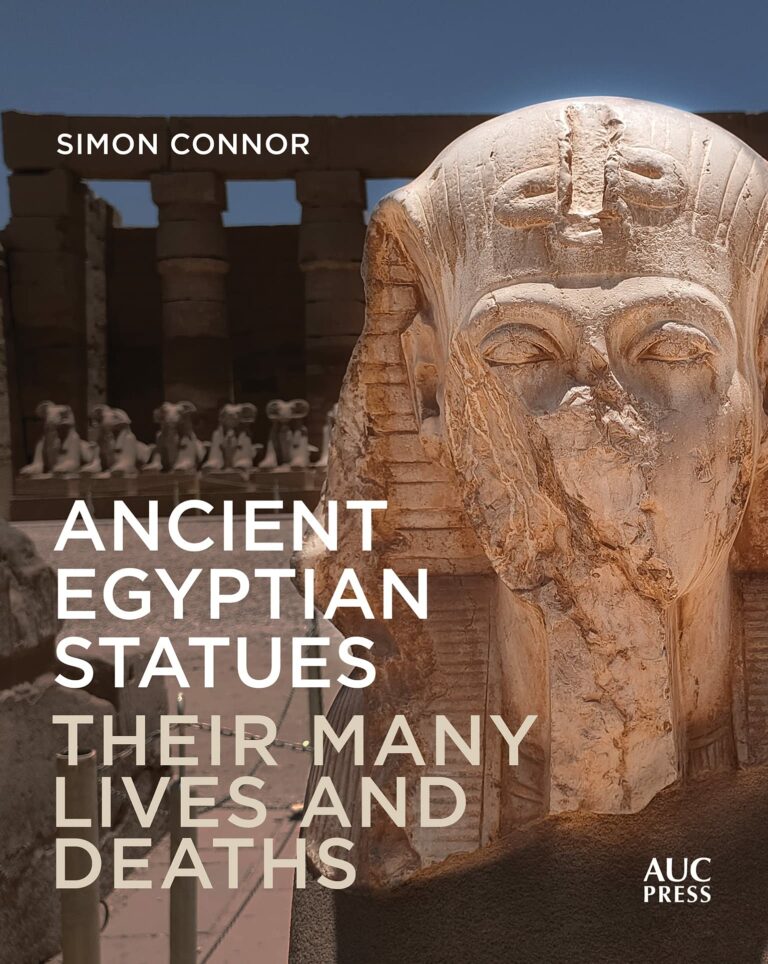 SIMON CONNOR
ANCIENT
EGYPTIAN
STATUES
THEIR MANY
LIVES AND
DEATHS
AUC
PRESS